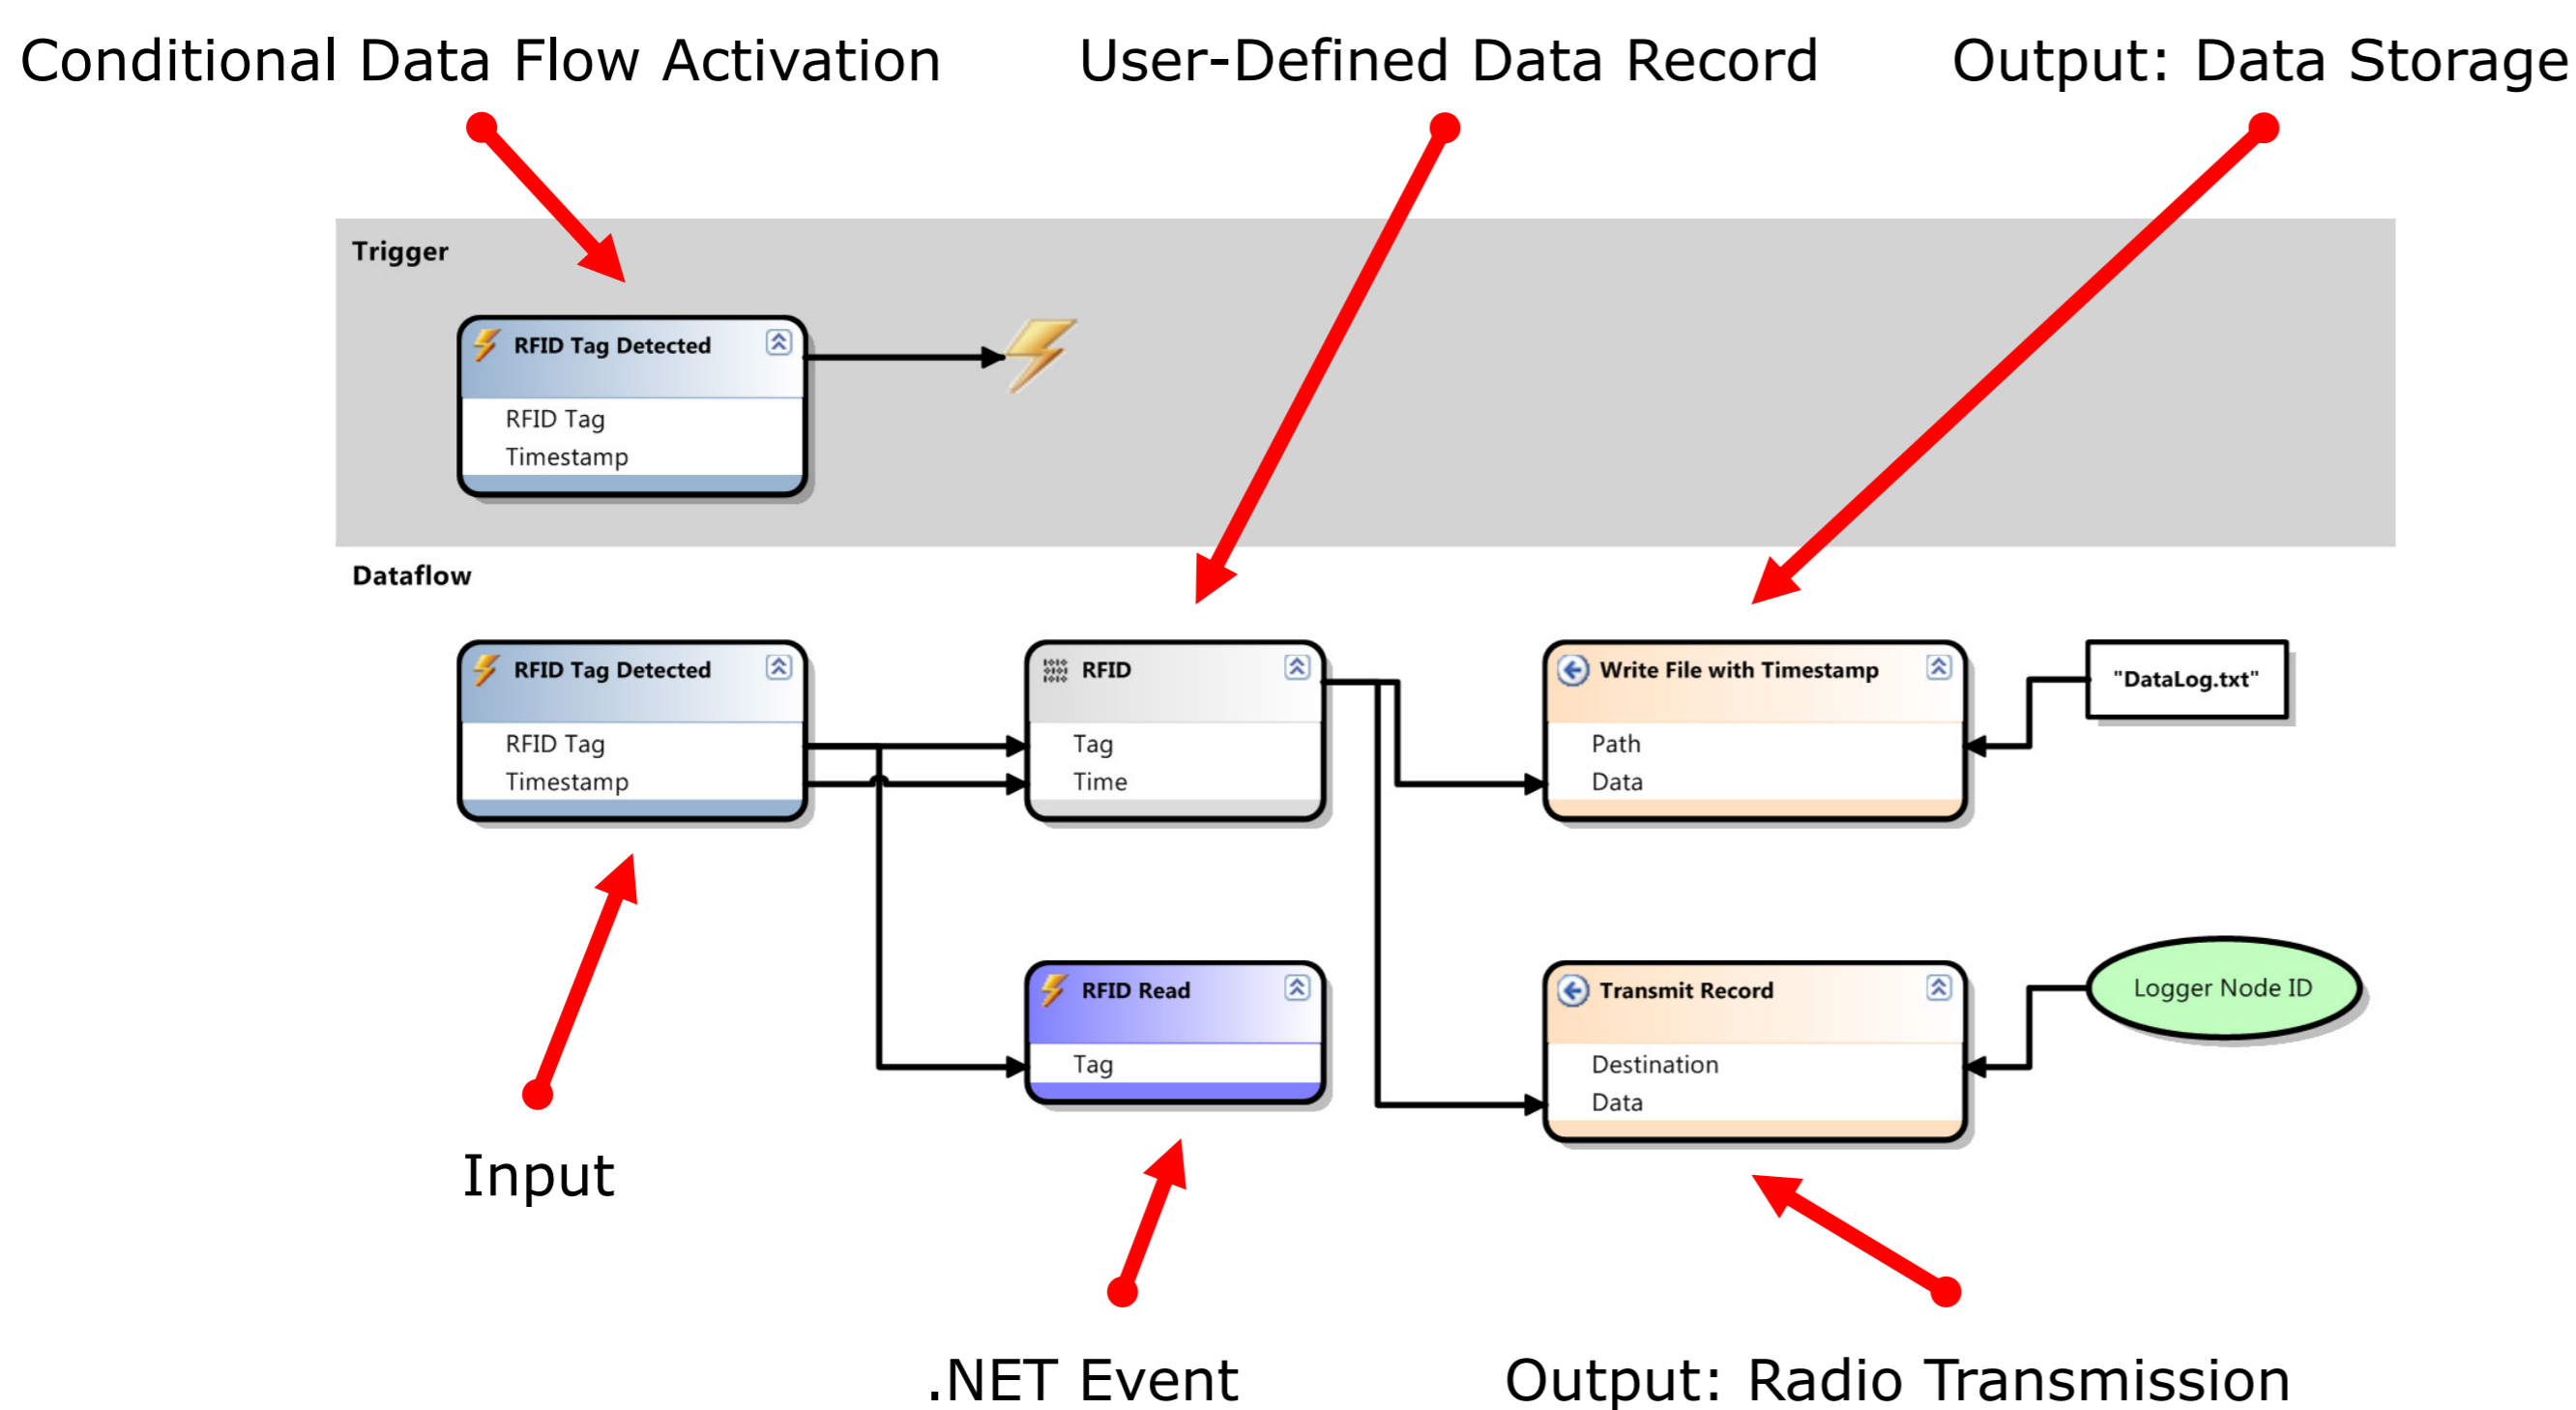 Conditional Data Flow Activation
User-Defined Data Record
Output: Data Storage
Trigger
RFID Tag Detected
RFID Tag
Timestamp
Dataflow
RFID Tag Detected
RFID Tag
Timestamp
RFID
Tag
Time
Write File with Timestamp
Path
Data
"DataLog.txt"
RFID Read
Tag
Transmit Record
Destination
Data
Logger Node ID
Input
.NET Event
Output: Radio Transmission